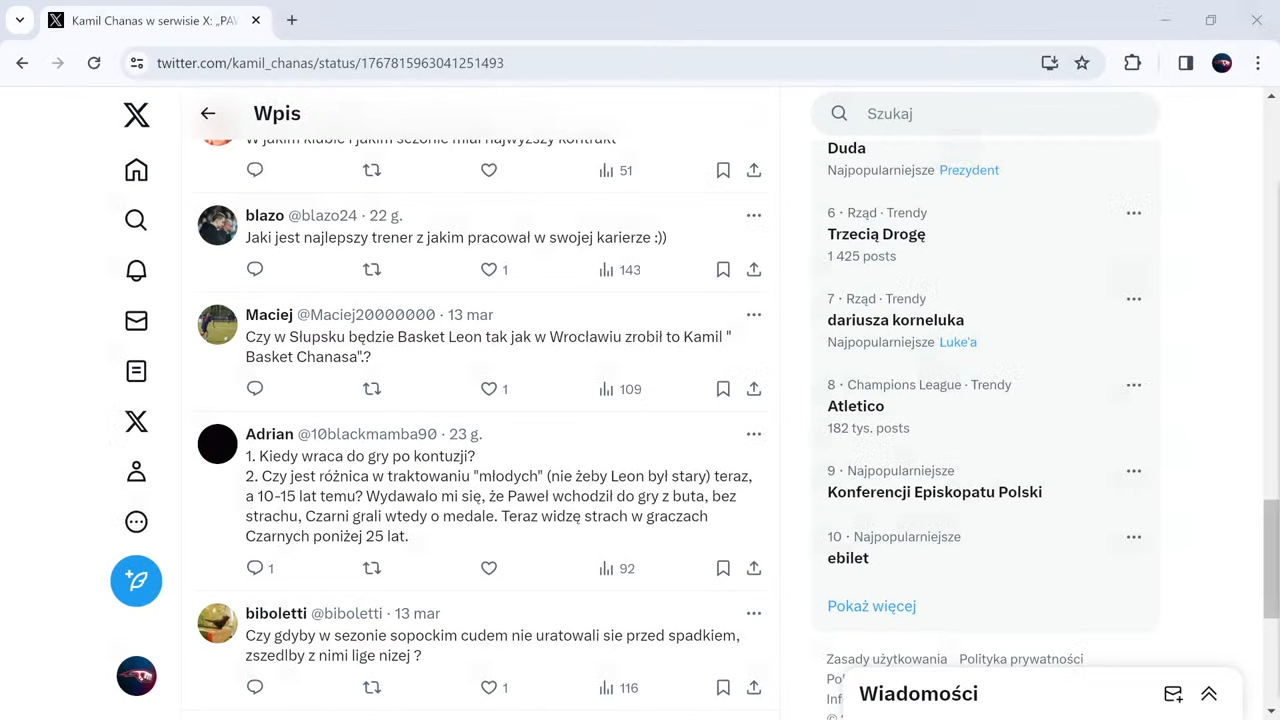 Kamil Chanas w serwisie X: „PAW
twitter.com/kamil_chanas/status/1767815963041251493
Wpis
W jakim klubie i jakim sezonie miał najwyższy kontrakt
51
blazo @blazo24 · 22 g.
Jaki jest najlepszy trener z jakim pracował w swojej karierze :))
1
143
Maciej @Maciej20000000 · 13 mar
Czy w Słupsku będzie Basket Leon tak jak w Wroclawiu zrobił to Kamil "
Basket Chanasa".?
1
109
Adrian @10blackmamba90 · 23 g.
1. Kiedy wraca do gry po kontuzji?
2. Czy jest różnica w traktowaniu "młodych" (nie żeby Leon był stary) teraz,
a 10-15 lat temu? Wydawało mi się, że Paweł wchodził do gry z buta, bez
strachu, Czarni grali wtedy o medale. Teraz widzę strach w graczach
Czarnych poniżej 25 lat.
1
92
biboletti @biboletti · 13 mar
Czy gdyby w sezonie sopockim cudem nie uratowali sie przed spadkiem,
zszedlby z nimi lige nizej ?
1
116
Szukaj
Duda
Najpopularniejsze Prezydent
6 · Rząd · Trendy
Trzecią Drogę
1 425 posts
7 · Rząd · Trendy
dariusza korneluka
Najpopularniejsze Luke'a
8 · Champions League · Trendy
Atletico
182 tys. posts
9 · Najpopularniejsze
Konferencji Episkopatu Polski
10 · Najpopularniejsze
ebilet
Pokaż więcej
Zasady użytkowania Polityka prywatności
Wiadomości